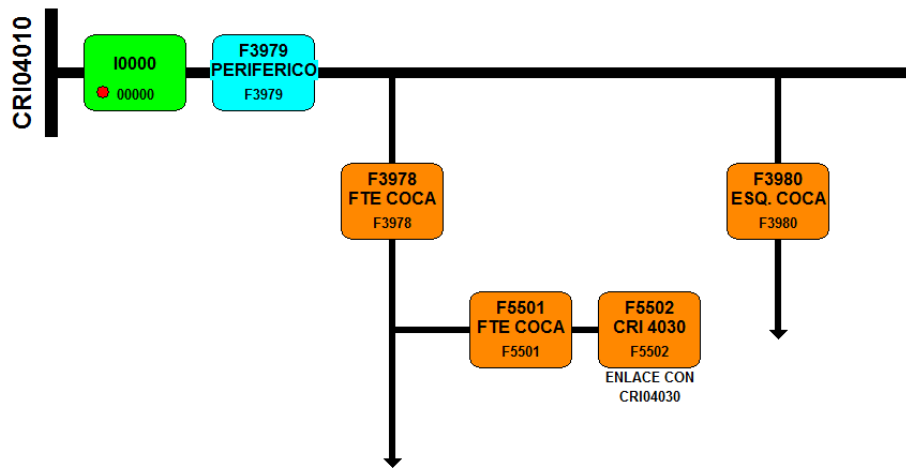 CRI04010
I0000
00000
F3979
PERIFERICO
F3979
F3978
FTE COCA
F3978
F3980
ESQ. COCA
F3980
F5501
FTE COCA
F5501
F5502
CRI 4030
F5502
ENLACE CON
CRI04030